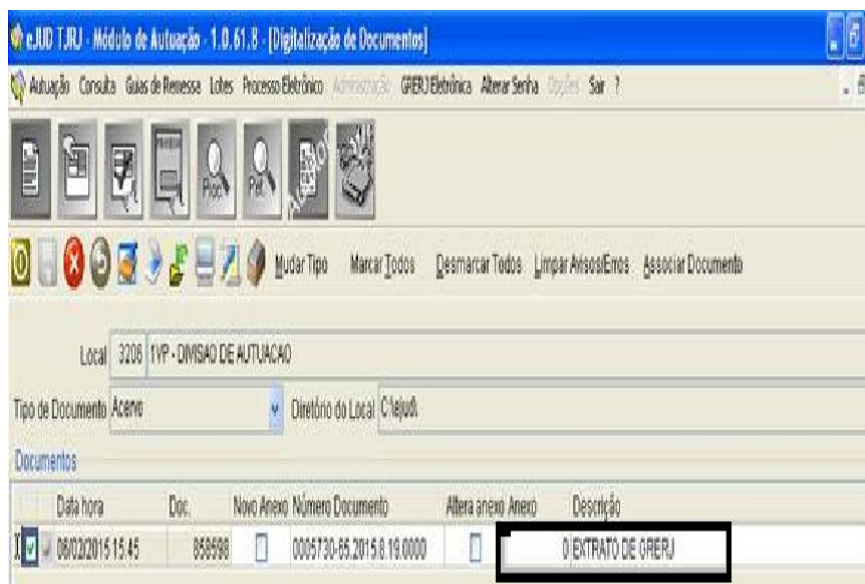 eJUD TJRJ - Módulo de Autuação - 1.0.61.8 - [Digitalização de Documentos]
Autuação Consulta Guias de Remessa Lotes Processo Eletrônico Administração GRERJ Eletrônica Alterar Senha Opções Sair ?
Proc. Pet.
Mudar Tipo Marcar Todos Desmarcar Todos Limpar Avisos/Erros Associar Documento
Local 3206 1VP - DIVISAO DE AUTUACAO
Tipo de Documento Acervo Diretório do Local C:\ejud\
Documentos
Data hora Doc. Novo Anexo Número Documento Altera anexo Anexo Descrição
06/02/2015 15:45 858598 0005730-65.2015.8.19.0000 0 EXTRATO DE GRERJ